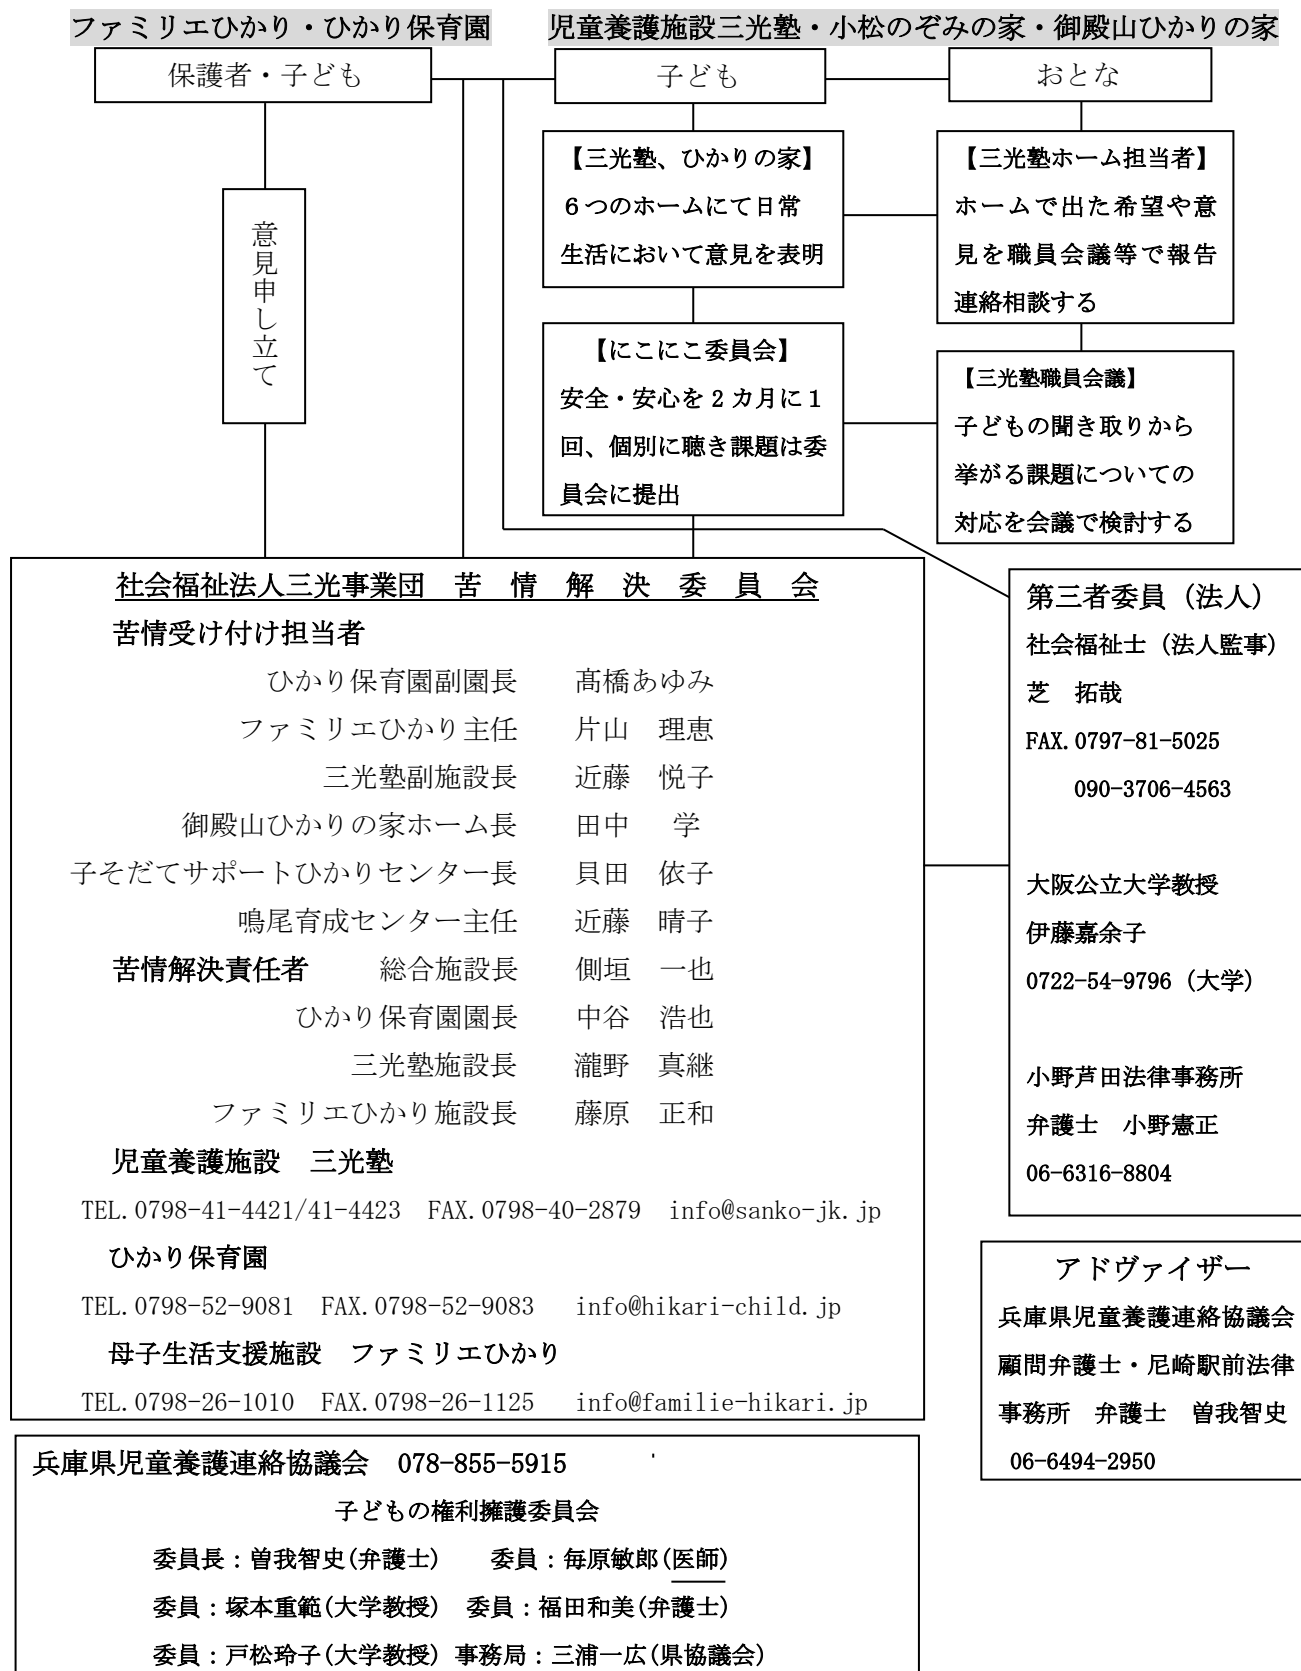 ファミリエひかり・ひかり保育園
児童養護施設三光塾・小松のぞみの家・御殿山ひかりの家
保護者・子ども
子ども
おとな
意見申し立て
【三光塾、ひかりの家】
6つのホームにて日常
生活において意見を表明
【三光塾ホーム担当者】
ホームで出た希望や意
見を職員会議等で報告
連絡相談する
【にこにこ委員会】
安全・安心を2カ月に1
回、個別に聴き課題は委
員会に提出
【三光塾職員会議】
子どもの聞き取りから
挙がる課題についての
対応を会議で検討する
社会福祉法人三光事業団 苦 情 解 決 委 員 会
苦情受け付け担当者
ひかり保育園副園長 髙橋あゆみ
ファミリエひかり主任 片山 理恵
三光塾副施設長 近藤 悦子
御殿山ひかりの家ホーム長 田中 学
子そだてサポートひかりセンター長 貝田 依子
鳴尾育成センター主任 近藤 晴子
苦情解決責任者 総合施設長 側垣 一也
ひかり保育園園長 中谷 浩也
三光塾施設長 瀧野 真継
ファミリエひかり施設長 藤原 正和
児童養護施設 三光塾
TEL.0798-41-4421/41-4423 FAX.0798-40-2879 info@sanko-jk.jp
ひかり保育園
TEL.0798-52-9081 FAX.0798-52-9083 info@hikari-child.jp
母子生活支援施設 ファミリエひかり
TEL.0798-26-1010 FAX.0798-26-1125 info@familie-hikari.jp
第三者委員（法人）
社会福祉士（法人監事）
芝 拓哉
FAX.0797-81-5025
090-3706-4563
大阪公立大学教授
伊藤嘉余子
0722-54-9796（大学）
小野芦田法律事務所
弁護士 小野憲正
06-6316-8804
アドヴァイザー
兵庫県児童養護連絡協議会
顧問弁護士・尼崎駅前法律
事務所 弁護士 曽我智史
06-6494-2950
兵庫県児童養護連絡協議会 078-855-5915
子どもの権利擁護委員会
委員長：曽我智史(弁護士) 委員：毎原敏郎(医師)
委員：塚本重範(大学教授) 委員：福田和美(弁護士)
委員：戸松玲子(大学教授) 事務局：三浦一広(県協議会)